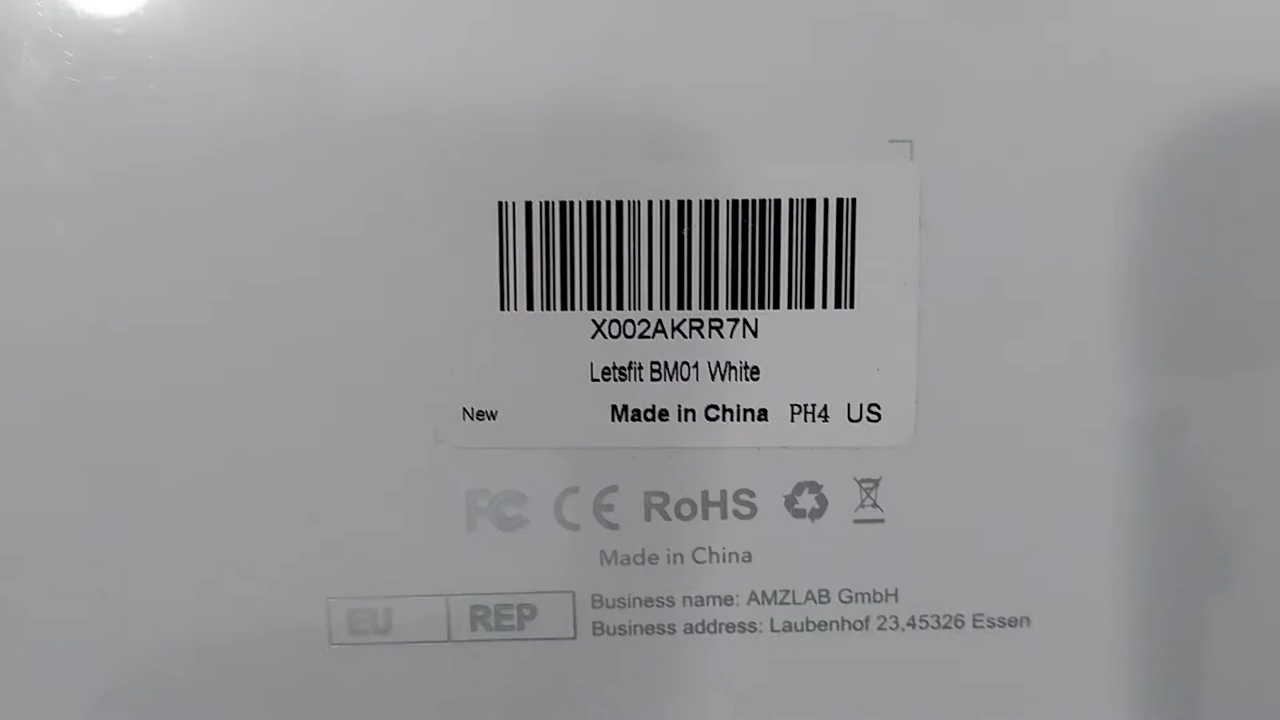 X002AKRR7N
Letsfit BM01 White
New Made in China PH4 US
FC CE RoHS
Made in China
EU REP
Business name: AMZLAB GmbH
Business address: Laubenhof 23,45326 Essen